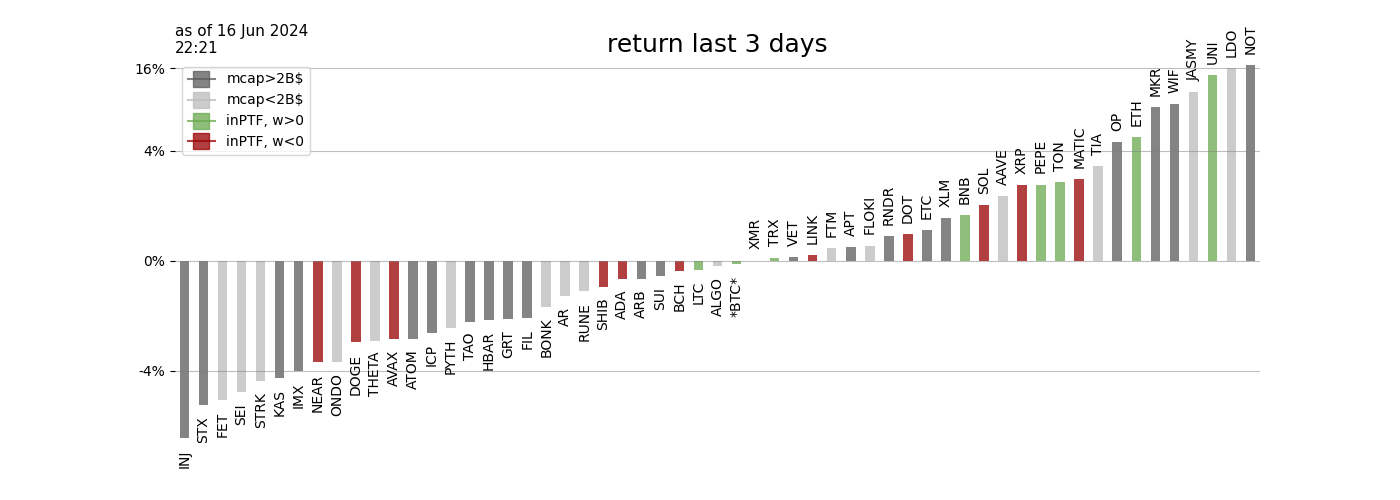 as of 16 Jun 2024
22:21
return last 3 days
16%
4%
0%
-4%
mcap>2B$
mcap<2B$
inPTF, w>0
inPTF, w<0
INJ
STX
FET
SEI
STRK
KAS
IMX
NEAR
ONDO
DOGE
THETA
AVAX
ATOM
ICP
PYTH
TAO
HBAR
GRT
FIL
BONK
AR
RUNE
SHIB
ADA
ARB
SUI
BCH
LTC
ALGO
*BTC*
XMR
TRX
VET
LINK
FTM
APT
FLOKI
RNDR
DOT
ETC
XLM
BNB
SOL
AAVE
XRP
PEPE
TON
MATIC
TIA
OP
ETH
MKR
WIF
JASMY
UNI
LDO
NOT